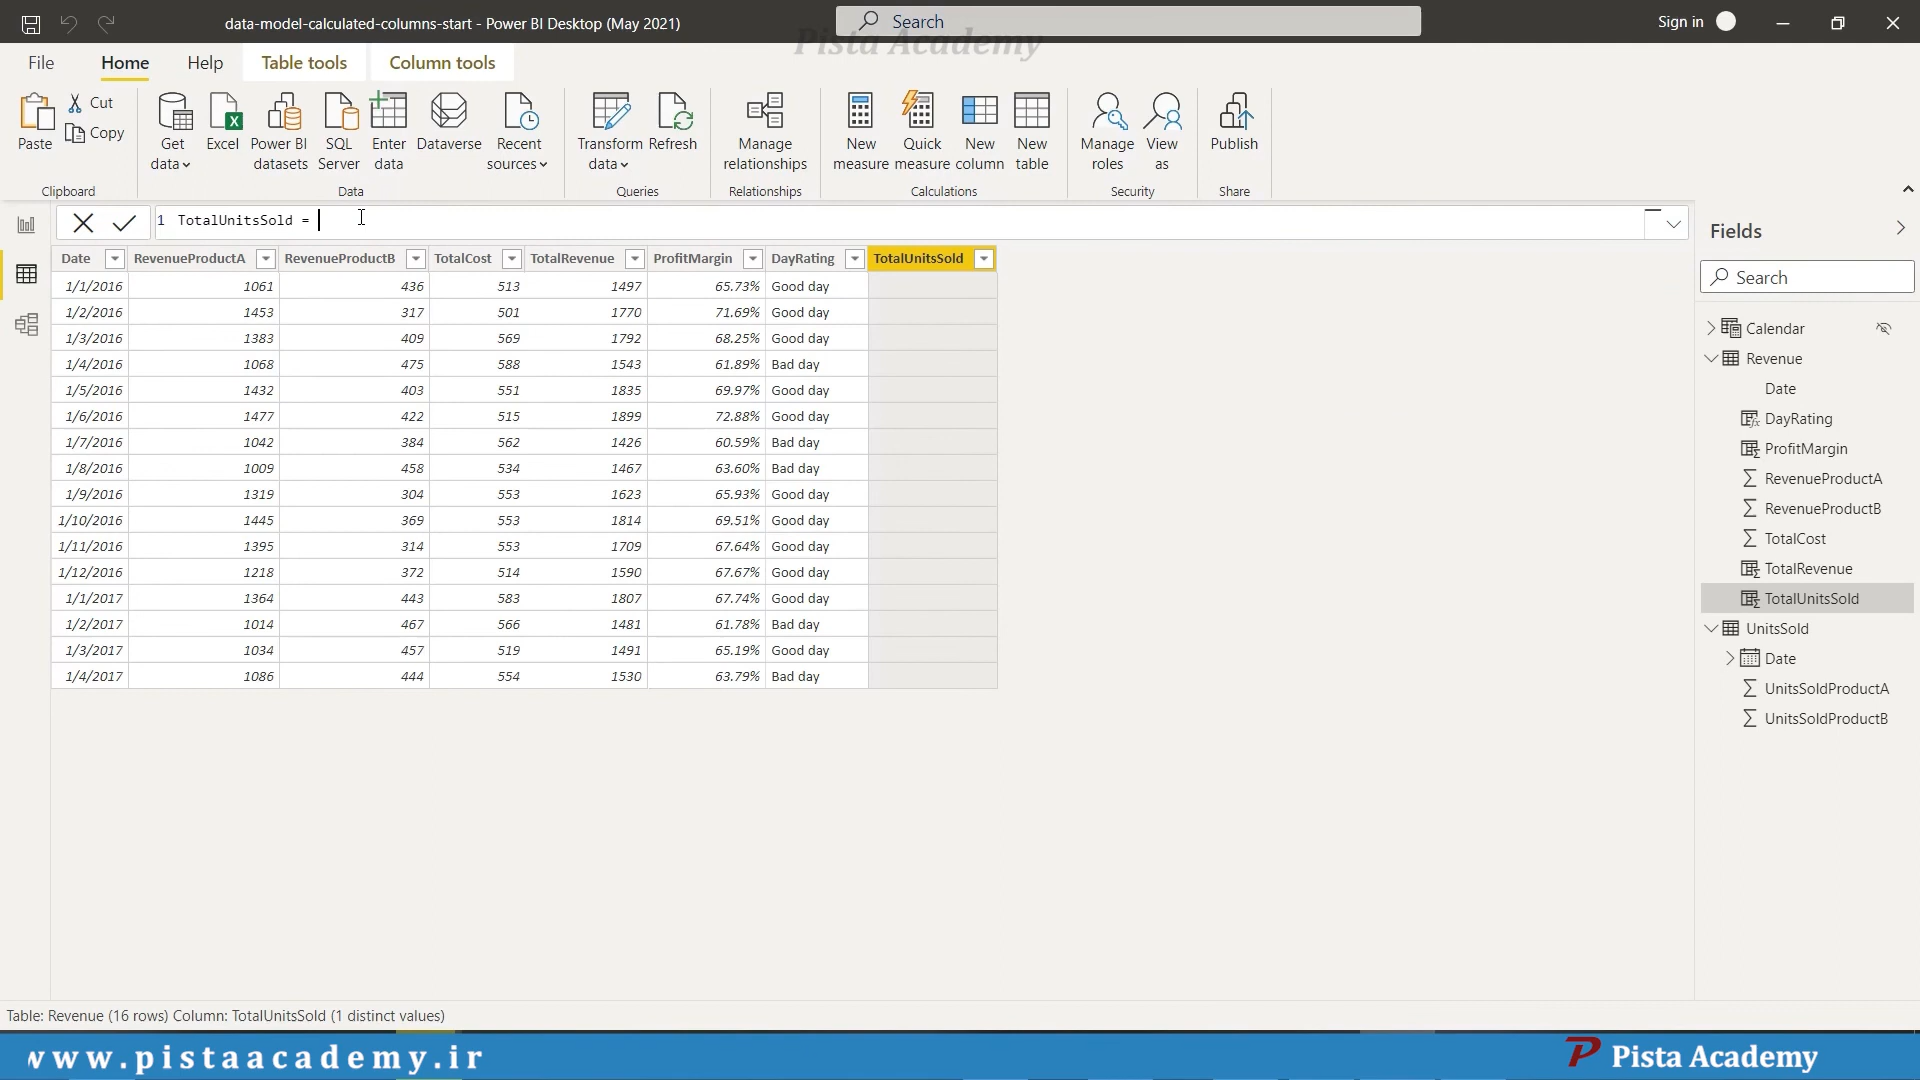 data-model-calculated-columns-start - Power BI Desktop (May 2021)
Search
Sign in
Pista Academy
File Home Help Table tools Column tools
Paste
Cut
Copy
Clipboard
Get data
Excel
Power BI datasets
SQL Server
Enter data
Dataverse
Recent sources
Data
Transform data
Refresh
Queries
Manage relationships
Relationships
New measure
Quick measure
New column
New table
Calculations
Manage roles
View as
Security
Publish
Share
1 TotalUnitsSold =
Date RevenueProductA RevenueProductB TotalCost TotalRevenue ProfitMargin DayRating TotalUnitsSold
1/1/2016 1061 436 513 1497 65.73% Good day
1/2/2016 1453 317 501 1770 71.69% Good day
1/3/2016 1383 409 569 1792 68.25% Good day
1/4/2016 1068 475 588 1543 61.89% Bad day
1/5/2016 1432 403 551 1835 69.97% Good day
1/6/2016 1477 422 515 1899 72.88% Good day
1/7/2016 1042 384 562 1426 60.59% Bad day
1/8/2016 1009 458 534 1467 63.60% Bad day
1/9/2016 1319 304 553 1623 65.93% Good day
1/10/2016 1445 369 553 1814 69.51% Good day
1/11/2016 1395 314 553 1709 67.64% Good day
1/12/2016 1218 372 514 1590 67.67% Good day
1/1/2017 1364 443 583 1807 67.74% Good day
1/2/2017 1014 467 566 1481 61.78% Bad day
1/3/2017 1034 457 519 1491 65.19% Good day
1/4/2017 1086 444 554 1530 63.79% Bad day
Fields
Search
Calendar
Revenue
Date
DayRating
ProfitMargin
RevenueProductA
RevenueProductB
TotalCost
TotalRevenue
TotalUnitsSold
UnitsSold
Date
UnitsSoldProductA
UnitsSoldProductB
Table: Revenue (16 rows) Column: TotalUnitsSold (1 distinct values)
www.pistaacademy.ir
Pista Academy